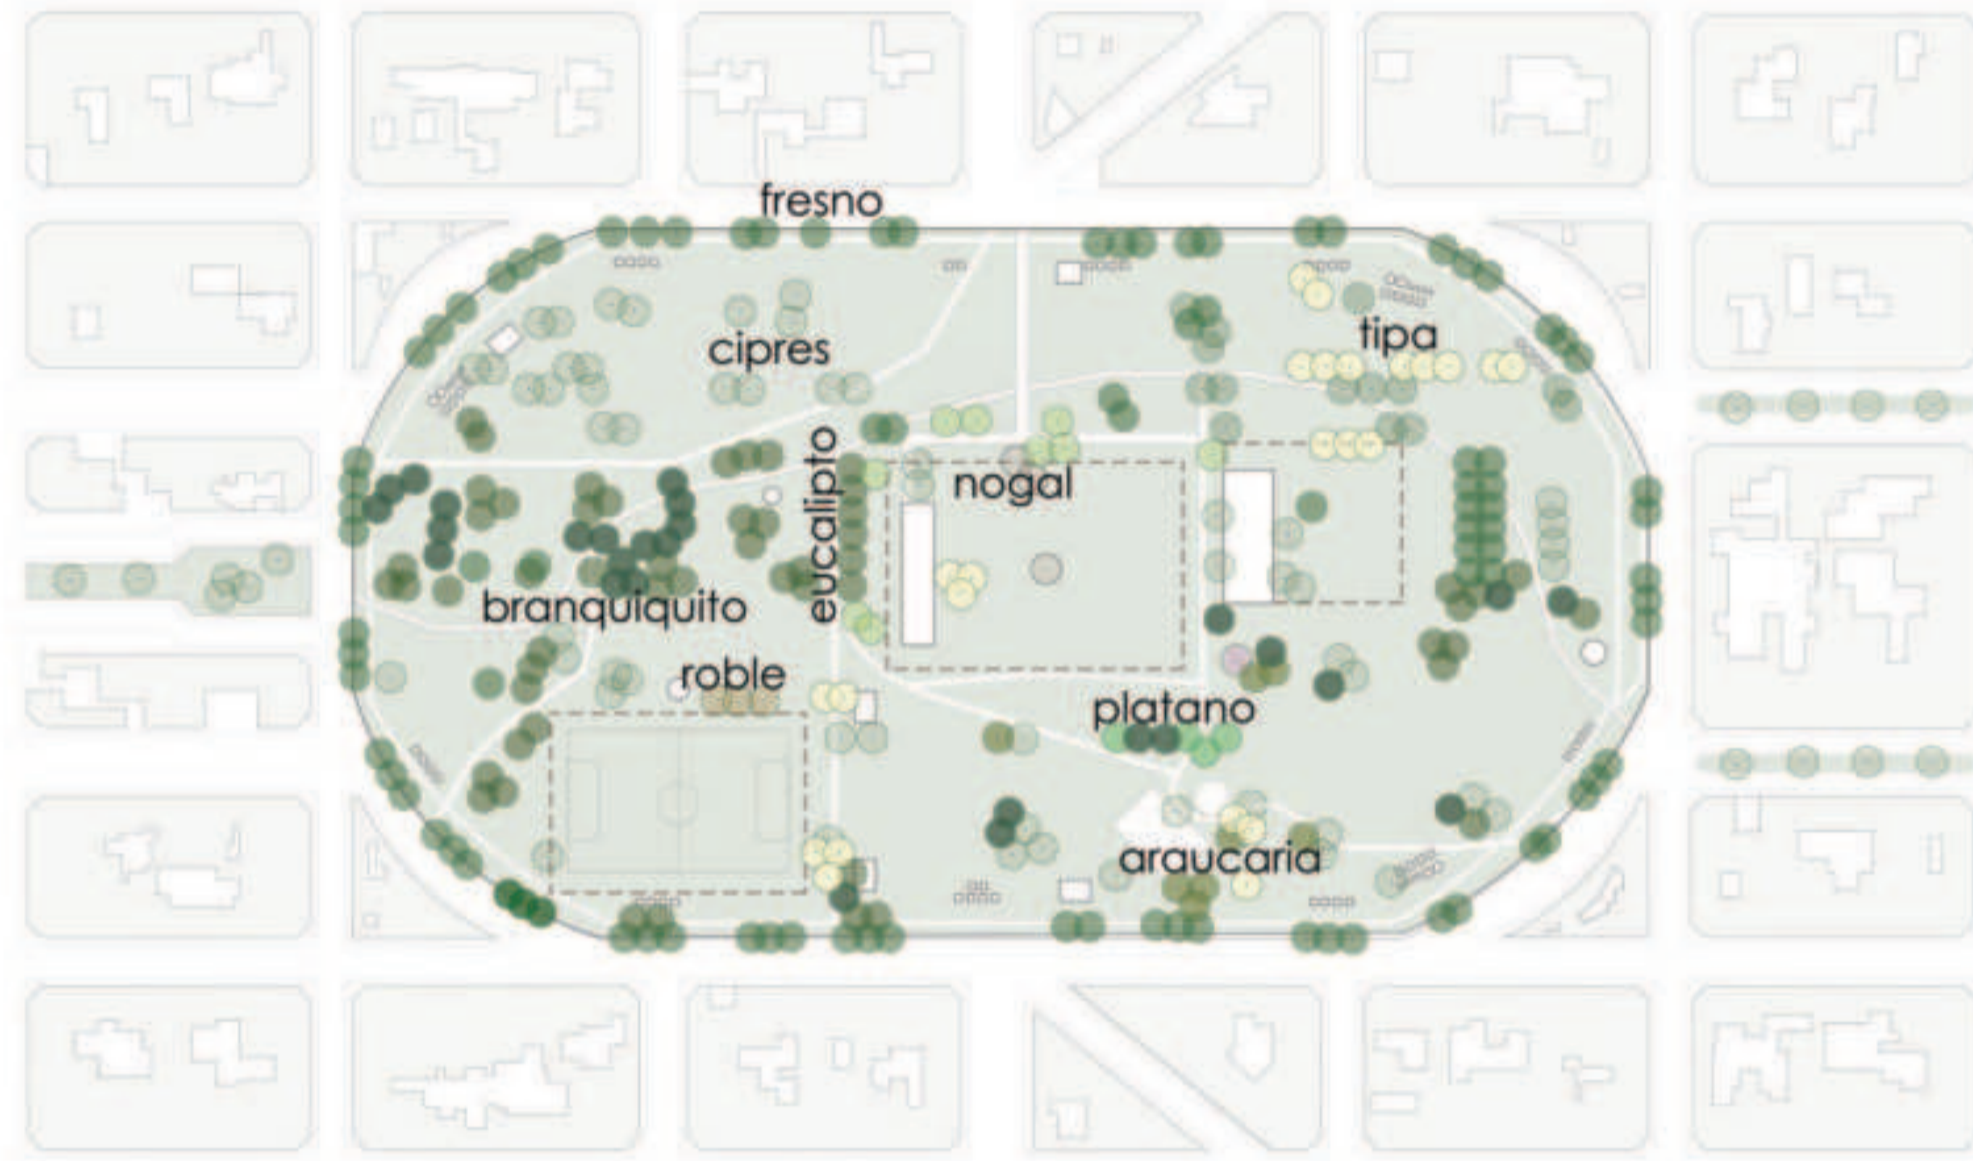 fresno
cipres
tipa
eucalipto
nogal
branquiquito
roble
platano
araucaria